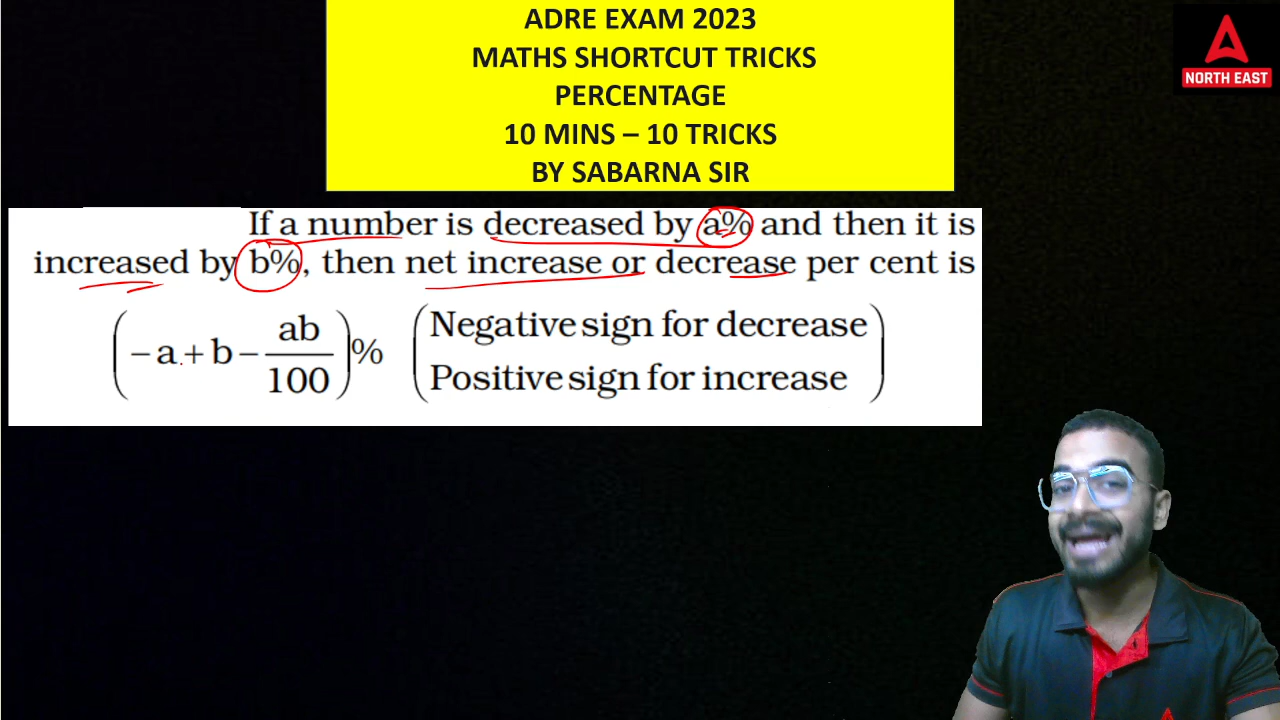 ADRE EXAM 2023
MATHS SHORTCUT TRICKS
PERCENTAGE
10 MINS – 10 TRICKS
BY SABARNA SIR
NORTH EAST
If a number is decreased by a% and then it is
increased by b%, then net increase or decrease per cent is
(−a+b−ab/100)% (Negative sign for decrease
Positive sign for increase)